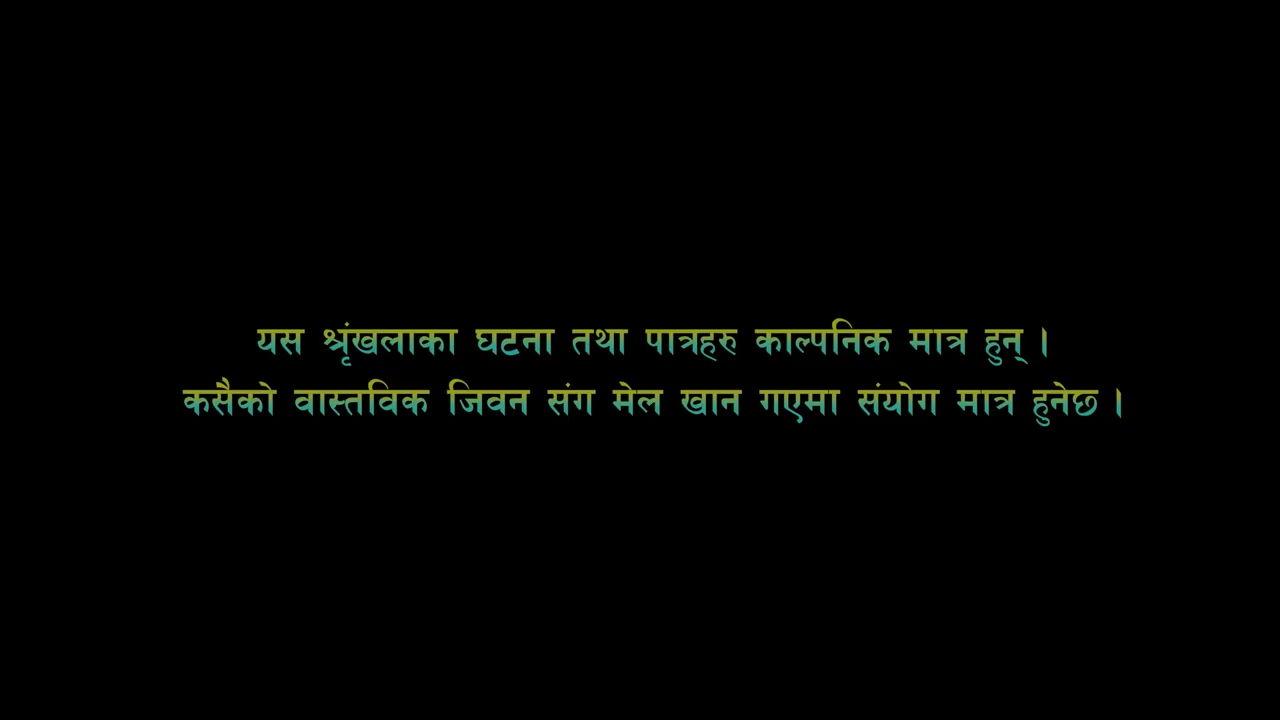 यस श्रृंखलाका घटना तथा पात्रहरु काल्पनिक मात्र हुन् ।
कसैको वास्तविक जिवन संग मेल खान गएमा संयोग मात्र हुनेछ ।